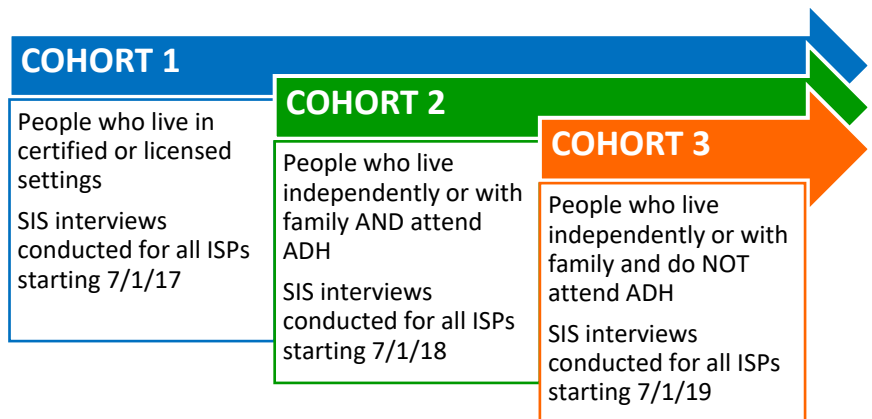 COHORT 1
People who live in
certified or licensed
settings
SIS interviews
conducted for all ISPs
starting 7/1/17
COHORT 2
People who live
independently or with
family AND attend
ADH
SIS interviews
conducted for all ISPs
starting 7/1/18
COHORT 3
People who live
independently or with
family and do NOT
attend ADH
SIS interviews
conducted for all ISPs
starting 7/1/19